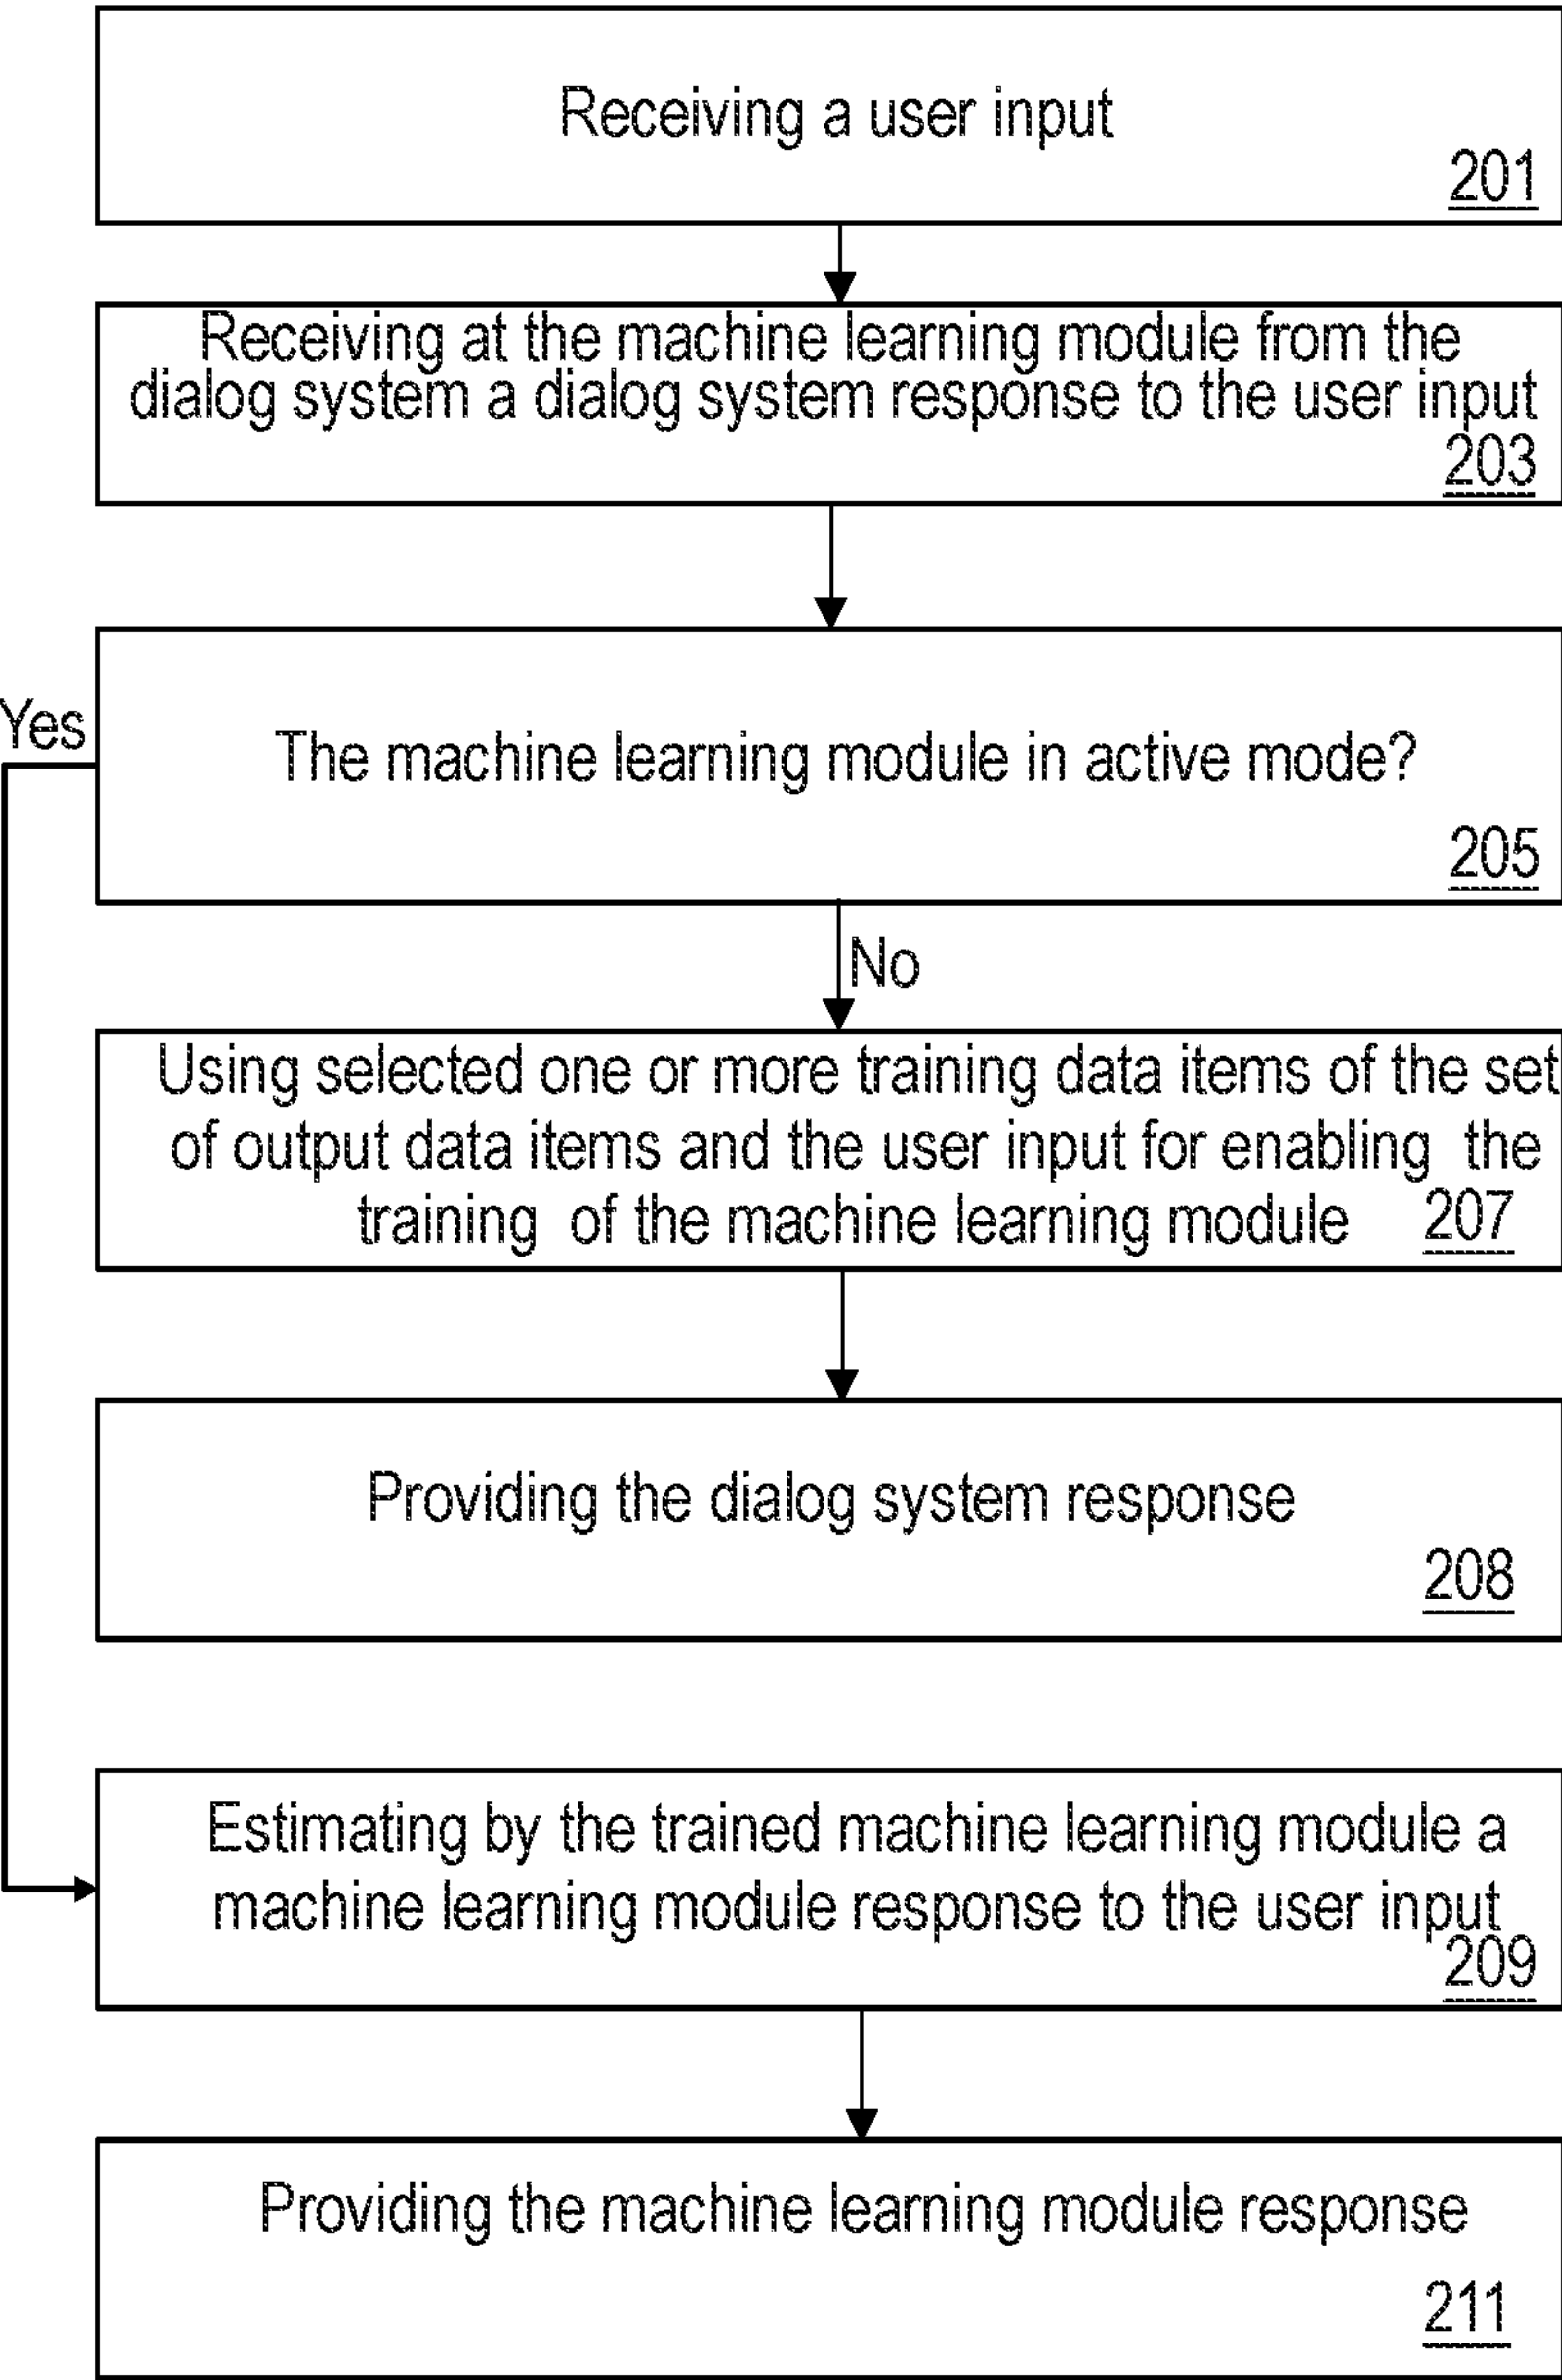 Receiving a user input
201
Receiving at the machine learning module from the
dialog system a dialog system response to the user input
203
Yes
The machine learning module in active mode?
205
No
Using selected one or more training data items of the set
of output data items and the user input for enabling the
training of the machine learning module 207
Providing the dialog system response
208
Estimating by the trained machine learning module a
machine learning module response to the user input
209
Providing the machine learning module response
211